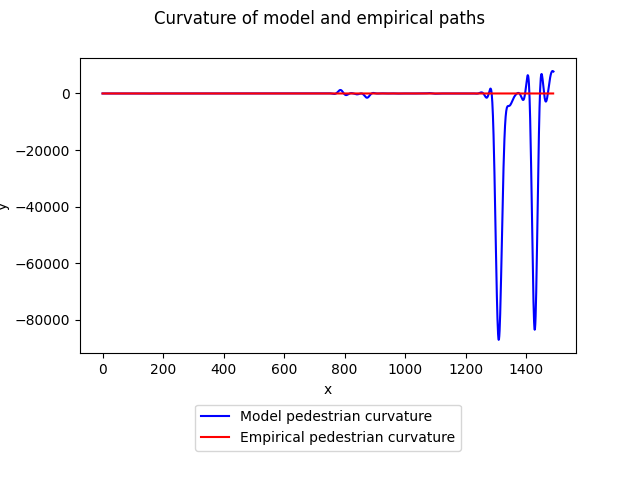 Curvature of model and empirical paths
0
−20000
−40000
−60000
−80000
y
0 200 400 600 800 1000 1200 1400
x
Model pedestrian curvature
Empirical pedestrian curvature